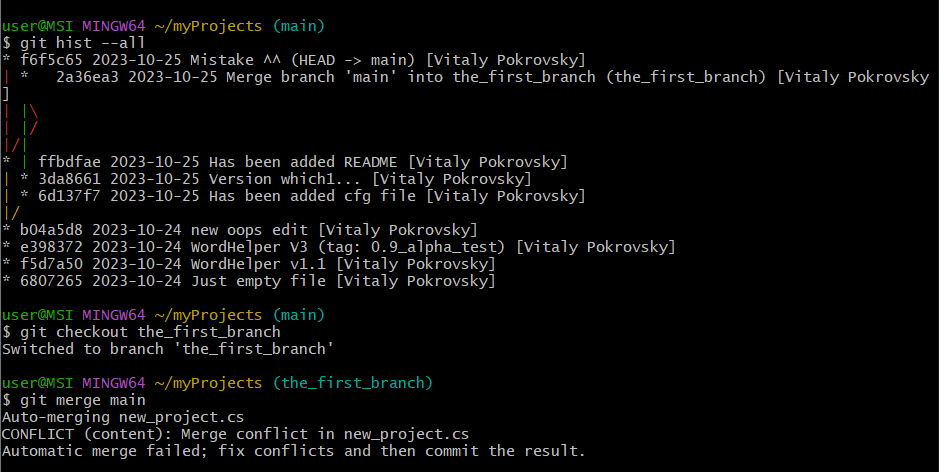 user@MSI MINGW64 ~/myProjects (main)
$ git hist --all
* f6f5c65 2023-10-25 Mistake ^^ (HEAD -> main) [Vitaly Pokrovsky]
| *   2a36ea3 2023-10-25 Merge branch 'main' into the_first_branch (the_first_branch) [Vitaly Pokrovsky
]
| |\
| |/
|/|
* | ffbdfae 2023-10-25 Has been added README [Vitaly Pokrovsky]
| * 3da8661 2023-10-25 Version which1... [Vitaly Pokrovsky]
| * 6d137f7 2023-10-25 Has been added cfg file [Vitaly Pokrovsky]
|/
* b04a5d8 2023-10-24 new oops edit [Vitaly Pokrovsky]
* e398372 2023-10-24 WordHelper V3 (tag: 0.9_alpha_test) [Vitaly Pokrovsky]
* f5d7a50 2023-10-24 WordHelper v1.1 [Vitaly Pokrovsky]
* 6807265 2023-10-24 Just empty file [Vitaly Pokrovsky]
user@MSI MINGW64 ~/myProjects (main)
$ git checkout the_first_branch
Switched to branch 'the_first_branch'
user@MSI MINGW64 ~/myProjects (the_first_branch)
$ git merge main
Auto-merging new_project.cs
CONFLICT (content): Merge conflict in new_project.cs
Automatic merge failed; fix conflicts and then commit the result.